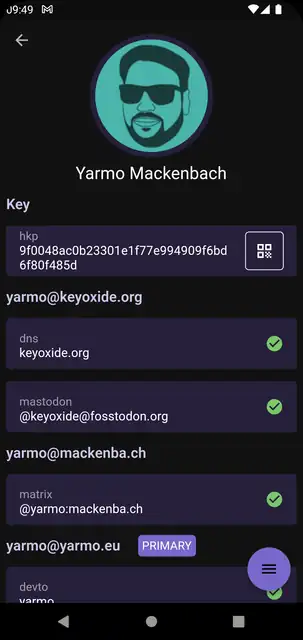 09:49
Yarmo Mackenbach
Key
hkp
9f0048ac0b23301e1f77e994909f6bd
6f80f485d
yarmo@keyoxide.org
dns
keyoxide.org
mastodon
@keyoxide@fosstodon.org
yarmo@mackenba.ch
matrix
@yarmo:mackenba.ch
yarmo@yarmo.eu PRIMARY
devto
yarmo